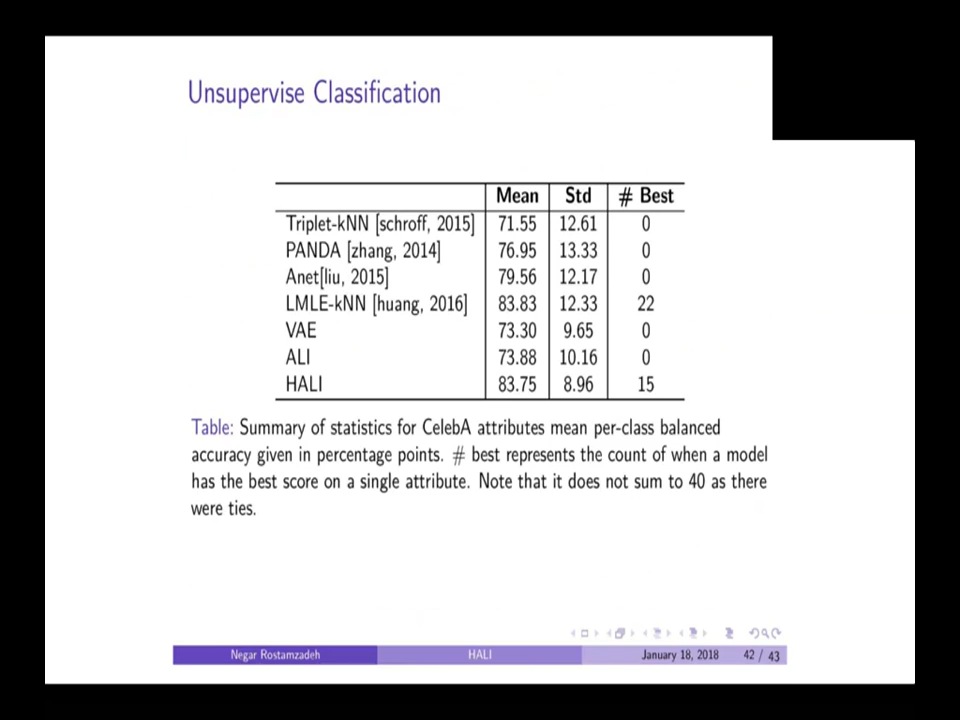 Unsupervise Classification
Mean Std # Best
Triplet-kNN [schroff, 2015] 71.55 12.61 0
PANDA [zhang, 2014] 76.95 13.33 0
Anet[liu, 2015] 79.56 12.17 0
LMLE-kNN [huang, 2016] 83.83 12.33 22
VAE 73.30 9.65 0
ALI 73.88 10.16 0
HALI 83.75 8.96 15
Table: Summary of statistics for CelebA attributes mean per-class balanced
accuracy given in percentage points. # best represents the count of when a model
has the best score on a single attribute. Note that it does not sum to 40 as there
were ties.
Negar Rostamzadeh HALI January 18, 2018 42 / 43